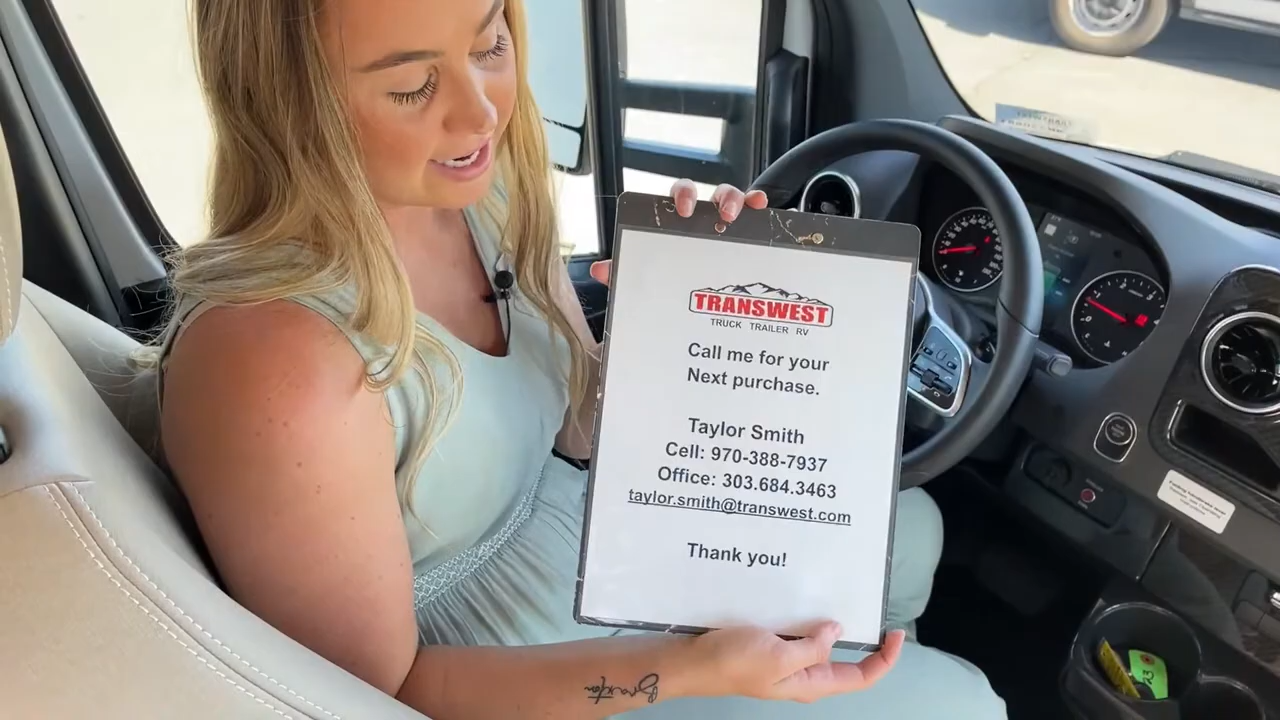 TRANSWEST
TRUCK TRAILER RV
Call me for your
Next purchase.
Taylor Smith
Cell: 970-388-7937
Office: 303.684.3463
taylor.smith@transwest.com
Thank you!